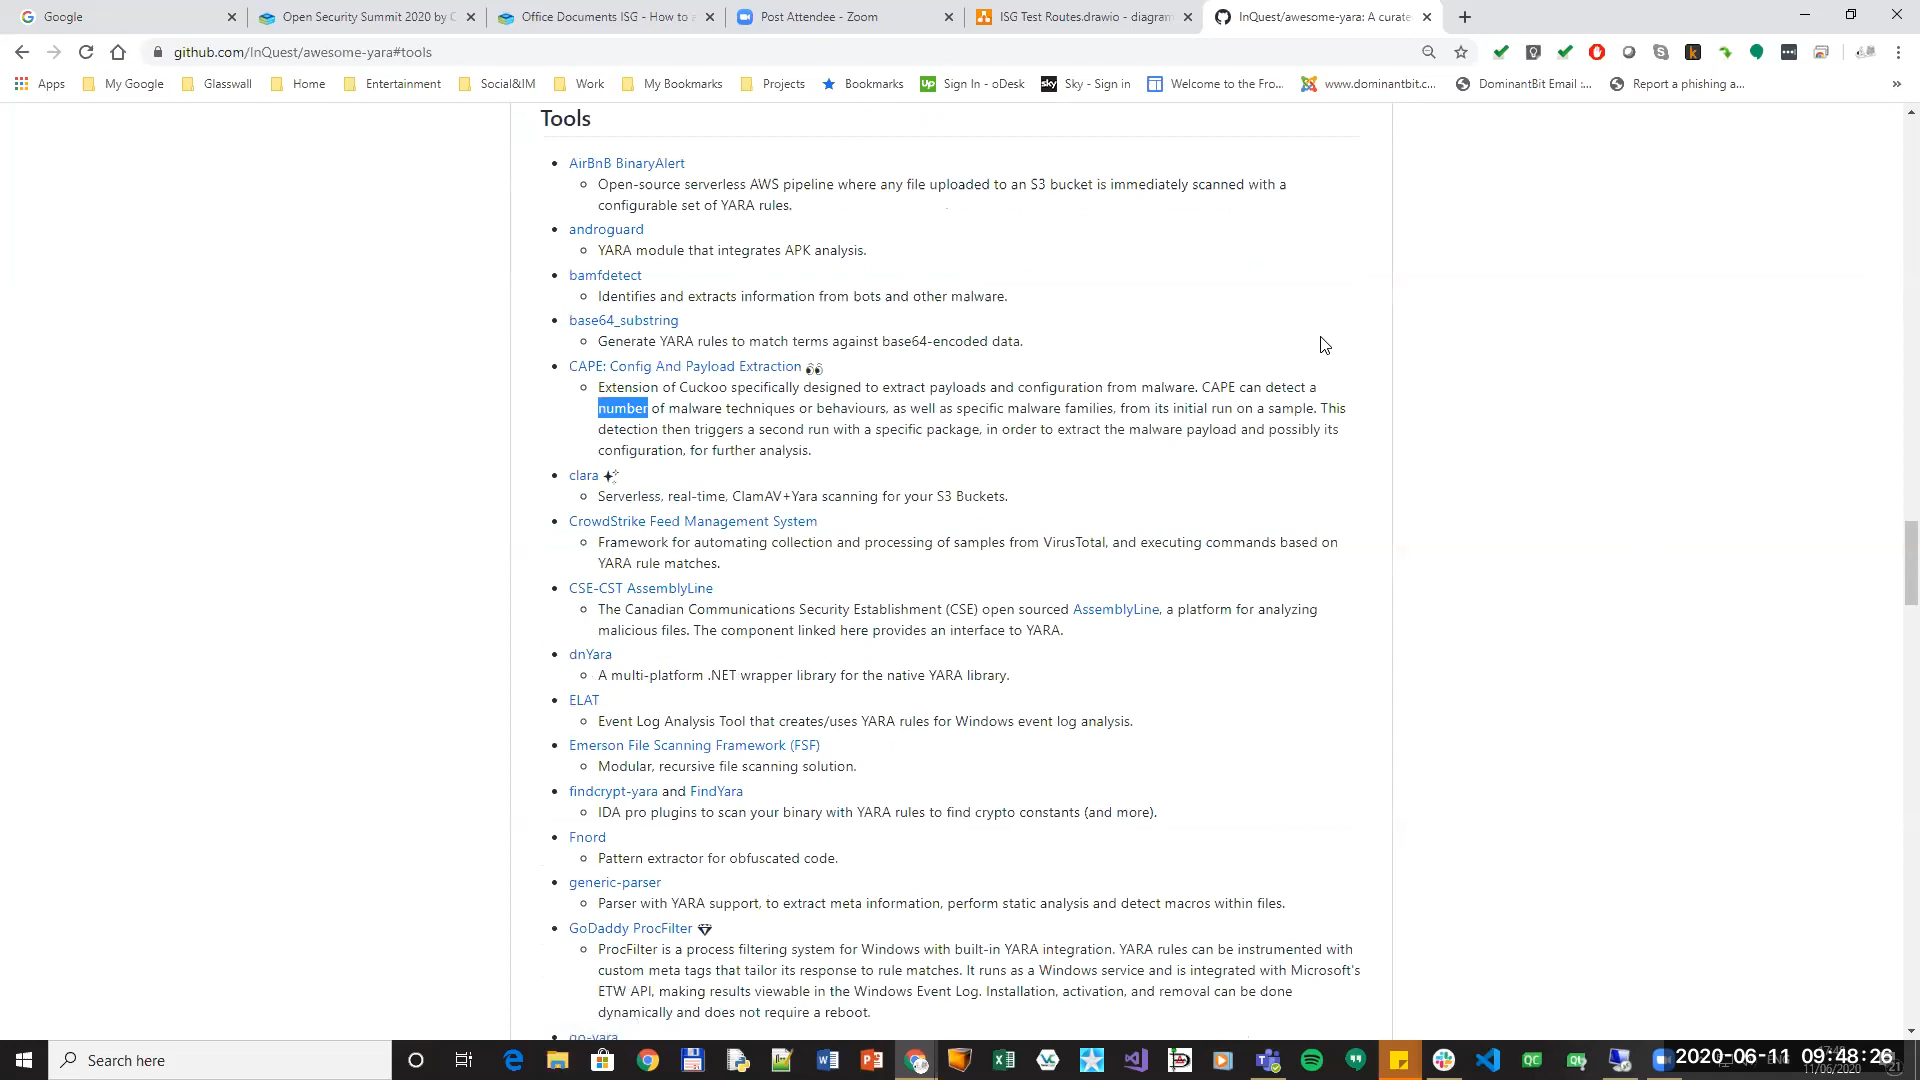 Google
Open Security Summit 2020 by C
Office Documents ISG - How to
Post Attendee - Zoom
ISG Test Routes.drawio - diagram
InQuest/awesome-yara: A curate
github.com/InQuest/awesome-yara#tools
Apps
My Google
Glasswall
Home
Entertainment
Social&IM
Work
My Bookmarks
Projects
Bookmarks
Sign In - oDesk
Sky - Sign in
Welcome to the Fro...
www.dominantbit.c...
DominantBit Email :...
Report a phishing a...
Tools
AirBnB BinaryAlert
Open-source serverless AWS pipeline where any file uploaded to an S3 bucket is immediately scanned with a
configurable set of YARA rules.
androguard
YARA module that integrates APK analysis.
bamfdetect
Identifies and extracts information from bots and other malware.
base64_substring
Generate YARA rules to match terms against base64-encoded data.
CAPE: Config And Payload Extraction
Extension of Cuckoo specifically designed to extract payloads and configuration from malware. CAPE can detect a
number of malware techniques or behaviours, as well as specific malware families, from its initial run on a sample. This
detection then triggers a second run with a specific package, in order to extract the malware payload and possibly its
configuration, for further analysis.
clara
Serverless, real-time, ClamAV+Yara scanning for your S3 Buckets.
CrowdStrike Feed Management System
Framework for automating collection and processing of samples from VirusTotal, and executing commands based on
YARA rule matches.
CSE-CST AssemblyLine
The Canadian Communications Security Establishment (CSE) open sourced AssemblyLine, a platform for analyzing
malicious files. The component linked here provides an interface to YARA.
dnYara
A multi-platform .NET wrapper library for the native YARA library.
ELAT
Event Log Analysis Tool that creates/uses YARA rules for Windows event log analysis.
Emerson File Scanning Framework (FSF)
Modular, recursive file scanning solution.
findcrypt-yara and FindYara
IDA pro plugins to scan your binary with YARA rules to find crypto constants (and more).
Fnord
Pattern extractor for obfuscated code.
generic-parser
Parser with YARA support, to extract meta information, perform static analysis and detect macros within files.
GoDaddy ProcFilter
ProcFilter is a process filtering system for Windows with built-in YARA integration. YARA rules can be instrumented with
custom meta tags that tailor its response to rule matches. It runs as a Windows service and is integrated with Microsoft's
ETW API, making results viewable in the Windows Event Log. Installation, activation, and removal can be done
dynamically and does not require a reboot.
go-yara
Search here
2020-06-11 09:48:26
11/06/2020